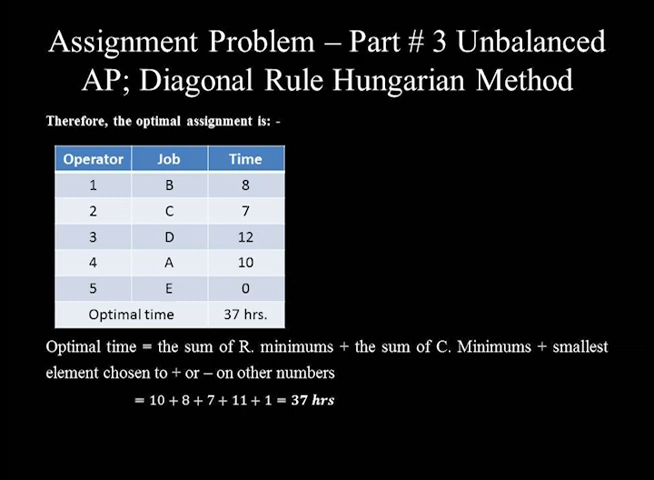 Assignment Problem – Part # 3 Unbalanced
AP; Diagonal Rule Hungarian Method
Therefore, the optimal assignment is: -
Operator Job Time
1 B 8
2 C 7
3 D 12
4 A 10
5 E 0
Optimal time 37 hrs.
Optimal time = the sum of R. minimums + the sum of C. Minimums + smallest
element chosen to + or – on other numbers
= 10 + 8 + 7 + 11 + 1 = 37 hrs